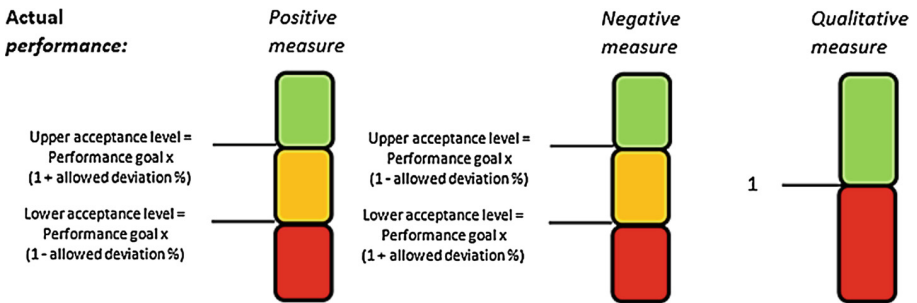 Actual
performance:
Positive
measure
Negative
measure
Qualitative
measure
Upper acceptance level =
Performance goal x
(1 + allowed deviation %)
Lower acceptance level =
Performance goal x
(1 - allowed deviation %)
Upper acceptance level =
Performance goal x
(1 - allowed deviation %)
Lower acceptance level =
Performance goal x
(1 + allowed deviation %)
1